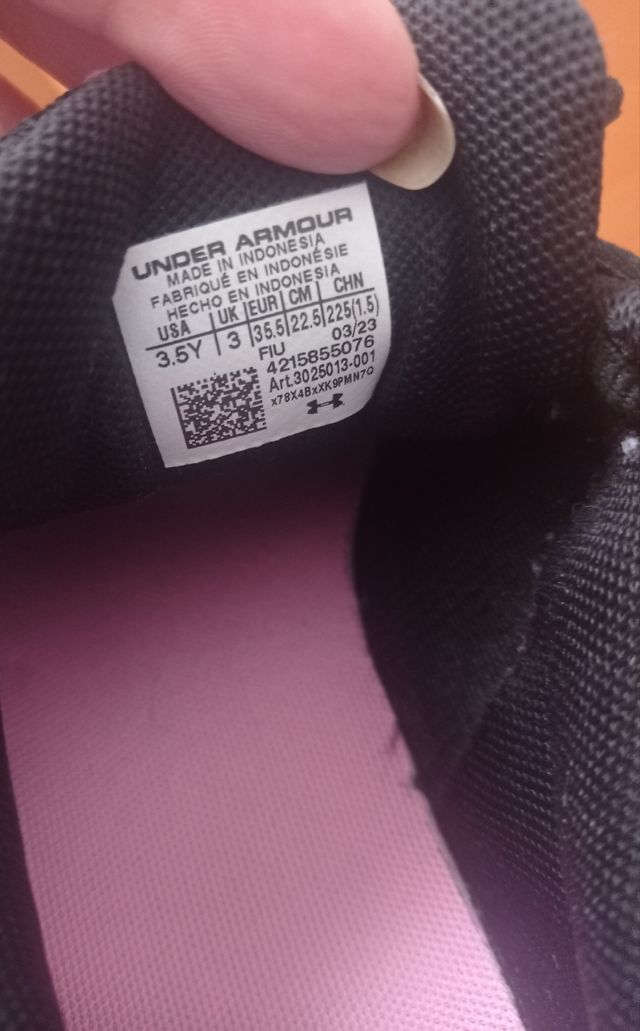 UNDER ARMOUR
MADE IN INDONESIA
FABRIQUÉ EN INDONÉSIE
HECHO EN INDONESIA
USA UK EUR CM CHN
3.5Y 3 35.5 22.5 225(1.5)
FIU 03/23
4215855076
Art.3025013-001
x78X4BxXK9PMN7Q